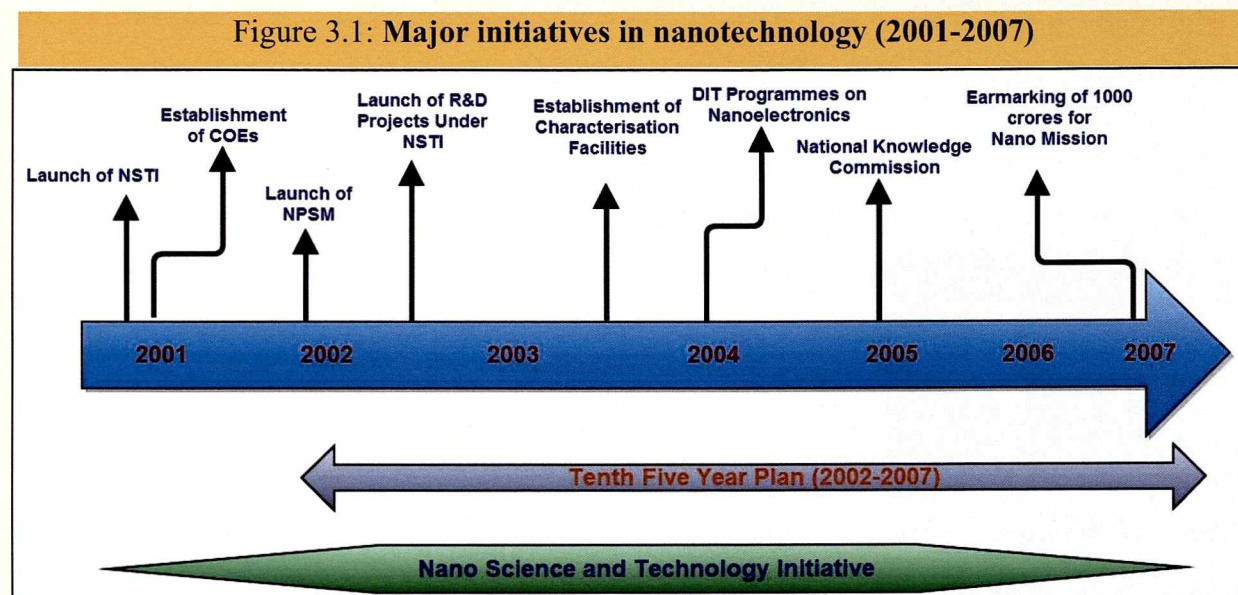 Figure 3.1: Major initiatives in nanotechnology (2001-2007)
Launch of NSTI
Establishment
of COEs
Launch of
NPSM
Launch of R&D
Projects Under
NSTI
Establishment of
Characterisation
Facilities
DIT Programmes on
Nanoelectronics
National Knowledge
Commission
Earmarking of 1000
crores for
Nano Mission
2001
2002
2003
2004
2005
2006
2007
Tenth Five Year Plan (2002-2007)
Nano Science and Technology Initiative